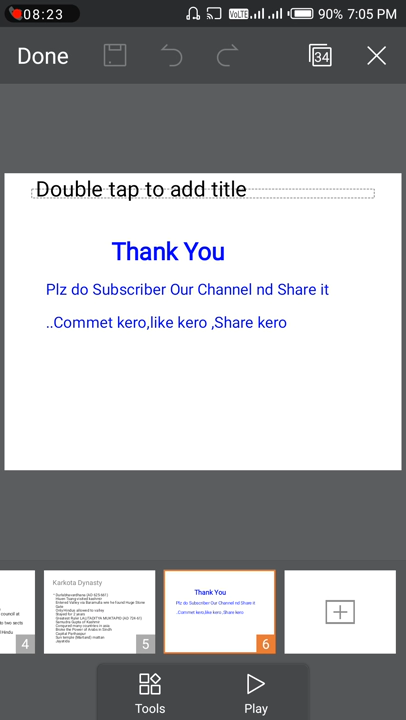 08:23
VoLTE
90% 7:05 PM
Done
34
Double tap to add title
Thank You
Plz do Subscriber Our Channel nd Share it
..Commet kero,like kero ,Share kero
4
Karkota Dynasty
5
Thank You
Plz do Subscriber Our Channel nd Share it
..Commet kero,like kero ,Share kero
6
Tools
Play